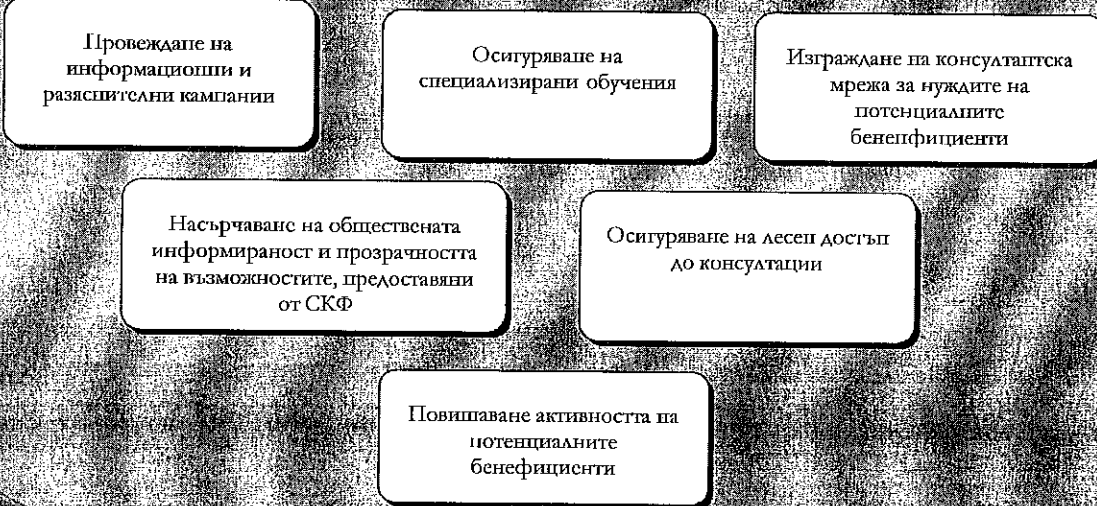 Провеждане на
информационни и
разяснителни кампании
Осигуряване на
специализирани обучения
Изграждане на консултантска
мрежа за нуждите на
потенциалните
бененфициенти
Насърчаване на обществената
информираност и прозрачността
на възможностите, предоставяни
от СКФ
Осигуряване на лесен достъп
до консултации
Повишаване активността на
потенциалните
бенефициенти